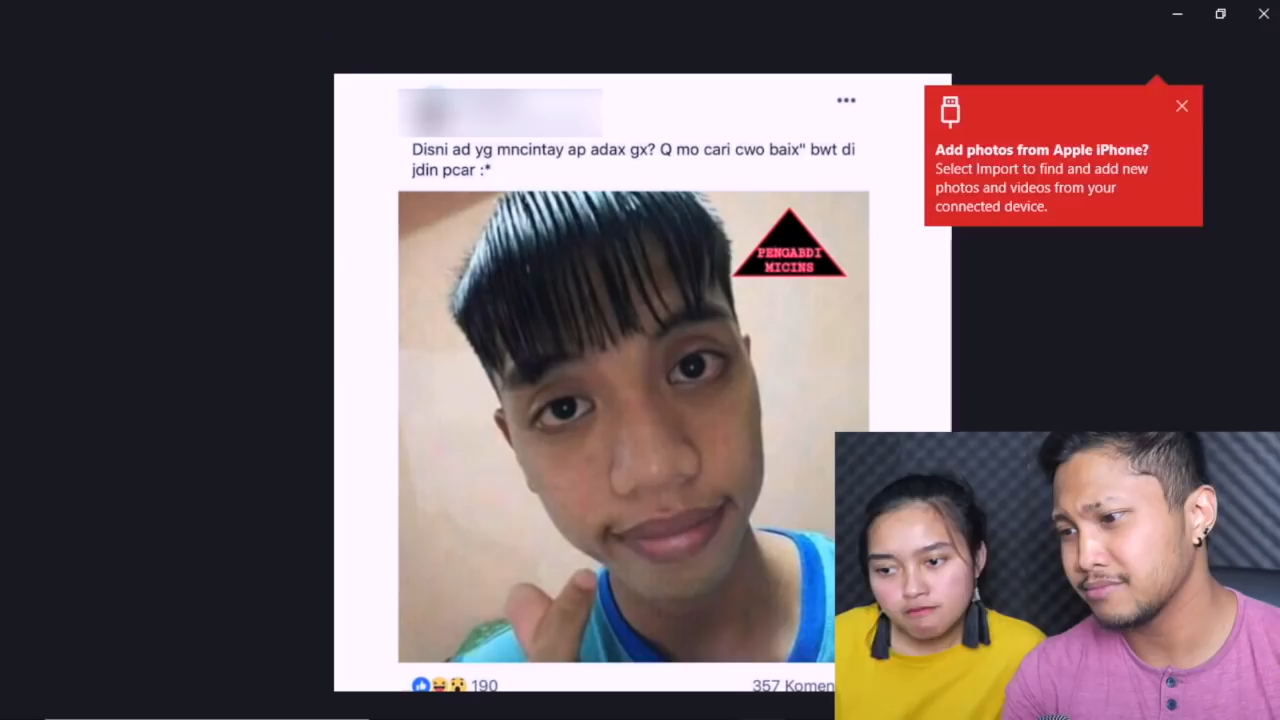 Disni ad yg mncintay ap adax gx? Q mo cari cwo baix" bwt di
jdin pcar :*
PENGABDI
MICINS
190
357 Komen
Add photos from Apple iPhone?
Select Import to find and add new
photos and videos from your
connected device.